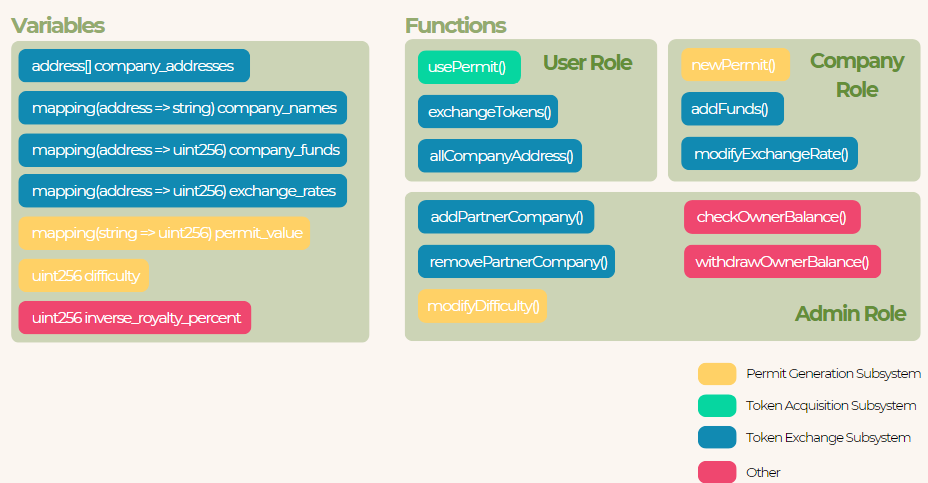 Variables
address[] company_addresses
mapping(address => string) company_names
mapping(address => uint256) company_funds
mapping(address => uint256) exchange_rates
mapping(string => uint256) permit_value
uint256 difficulty
uint256 inverse_royalty_percent
Functions
User Role
usePermit()
exchangeTokens()
allCompanyAddress()
Company
Role
newPermit()
addFunds()
modifyExchangeRate()
addPartnerCompany()
removePartnerCompany()
modifyDifficulty()
checkOwnerBalance()
withdrawOwnerBalance()
Admin Role
Permit Generation Subsystem
Token Acquisition Subsystem
Token Exchange Subsystem
Other